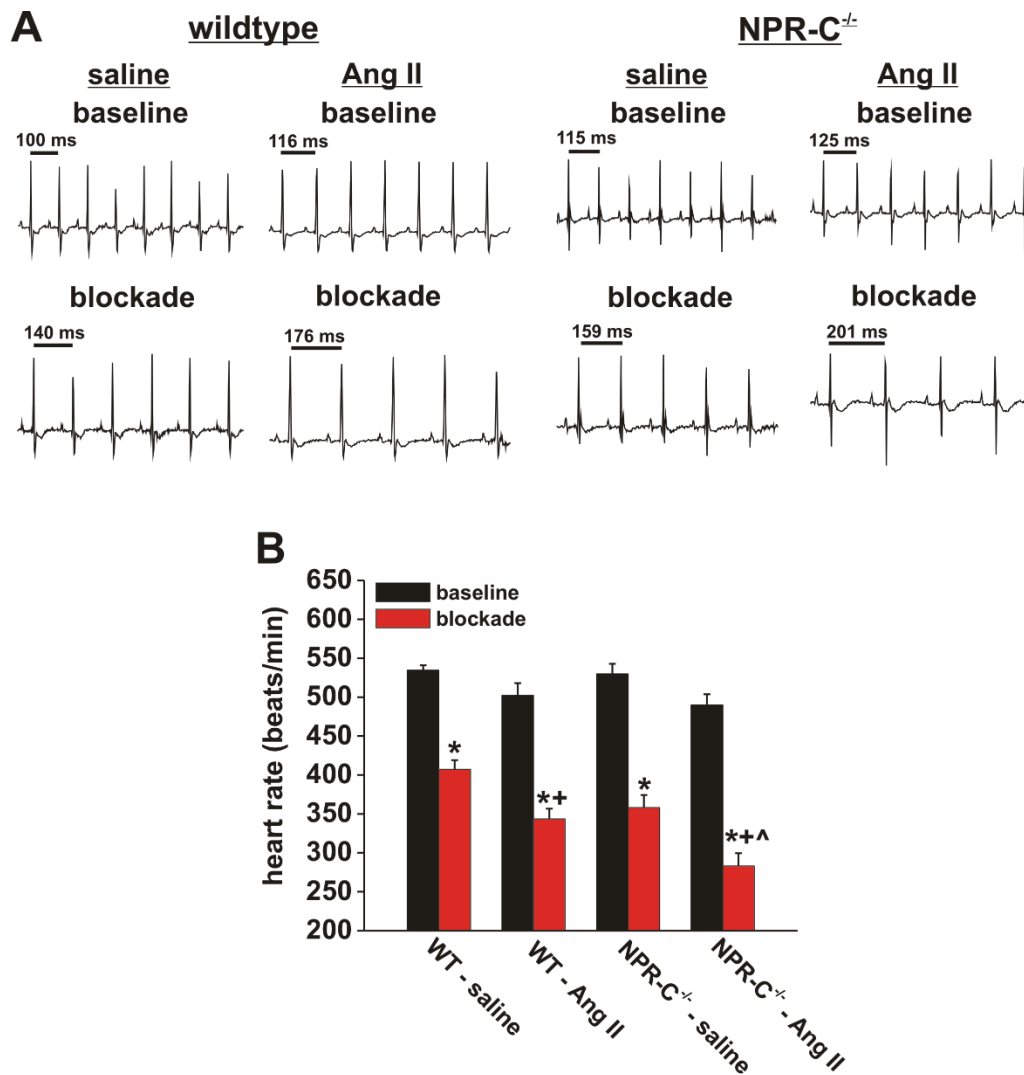 A
wildtype
NPR-C-/-
saline
Ang II
saline
Ang II
baseline
baseline
baseline
baseline
100 ms
116 ms
115 ms
125 ms
blockade
blockade
blockade
blockade
140 ms
176 ms
159 ms
201 ms
B
heart rate (beats/min)
650
600
550
500
450
400
350
300
250
200
baseline
blockade
*
*+
*
*+^
WT - saline
WT - Ang II
NPR-C-/- - saline
NPR-C-/- - Ang II